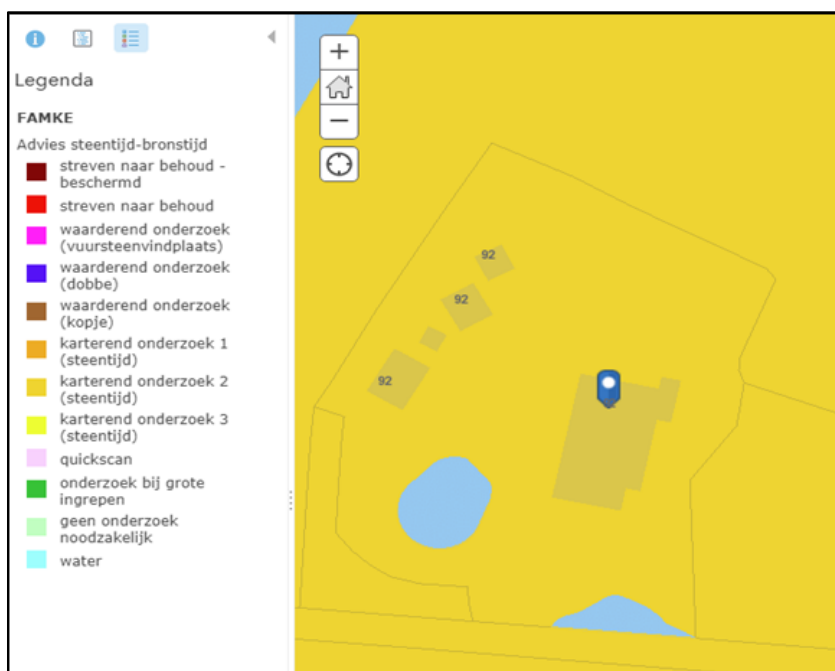 Legenda
FAMKE
Advies steentijd-bronstijd
streven naar behoud -
beschermd
streven naar behoud
waarderend onderzoek
(vuursteenvindplaats)
waarderend onderzoek
(dobbe)
waarderend onderzoek
(kopje)
karterend onderzoek 1
(steentijd)
karterend onderzoek 2
(steentijd)
karterend onderzoek 3
(steentijd)
quickscan
onderzoek bij grote
ingrepen
geen onderzoek
noodzakelijk
water
92
92
92